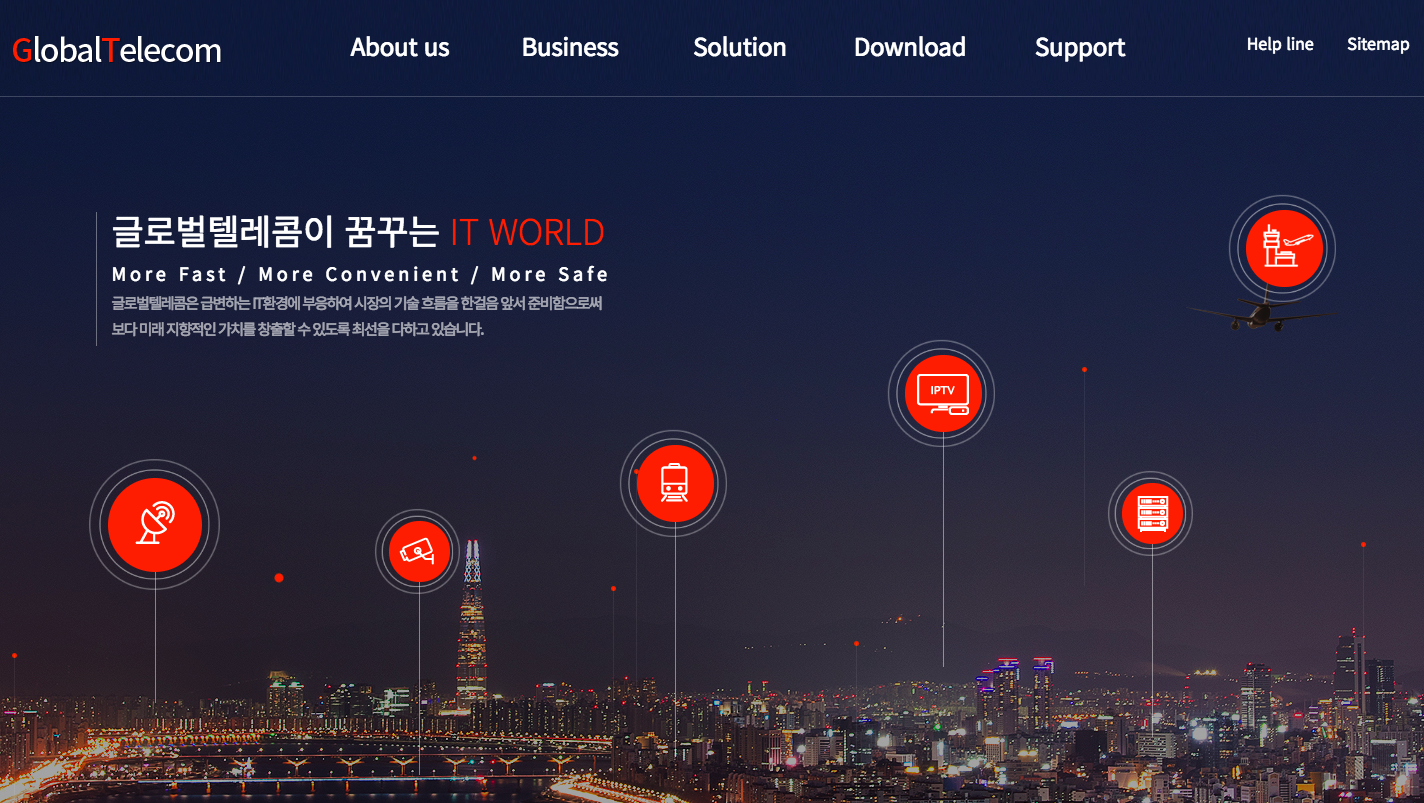 GlobalTelecom
About us
Business
Solution
Download
Support
Help line
Sitemap
글로벌텔레콤이 꿈꾸는 IT WORLD
More Fast / More Convenient / More Safe
글로벌텔레콤은 급변하는 IT환경에 부응하여 시장의 기술 흐름을 한걸음 앞서 준비함으로써
보다 미래 지향적인 가치를 창출할 수 있도록 최선을 다하고 있습니다.
IPTV